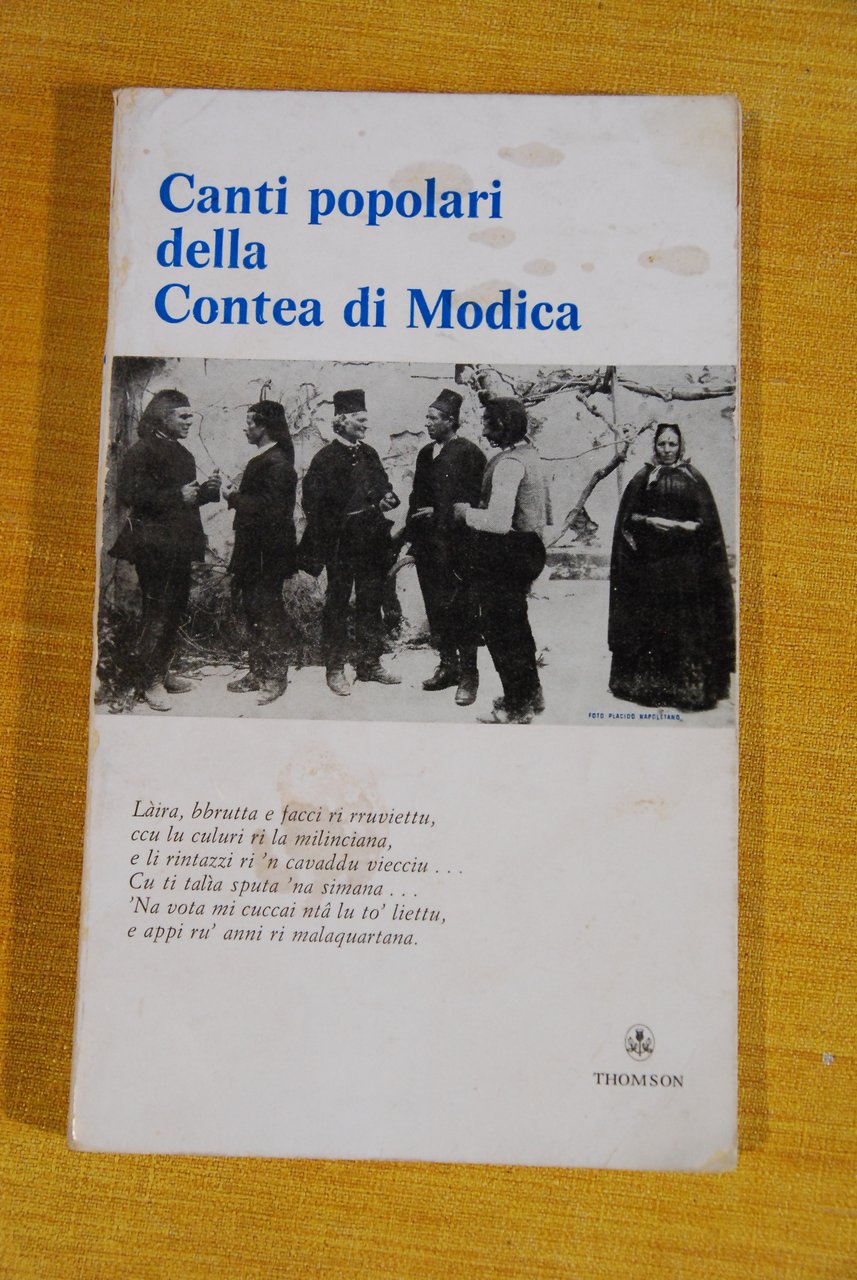 Canti popolari
della
Contea di Modica
FOTO PLACIDO NAPOLETANO
Làira, bbrutta e facci ri rruviettu,
ccu lu culuri ri la milinciana,
e li rintazzi ri 'n cavaddu viecciu . . .
Cu ti talìa sputa 'na simana . . .
'Na vota mi cuccai ntâ lu to' liettu,
e appi ru' anni ri malaquartana.
THOMSON